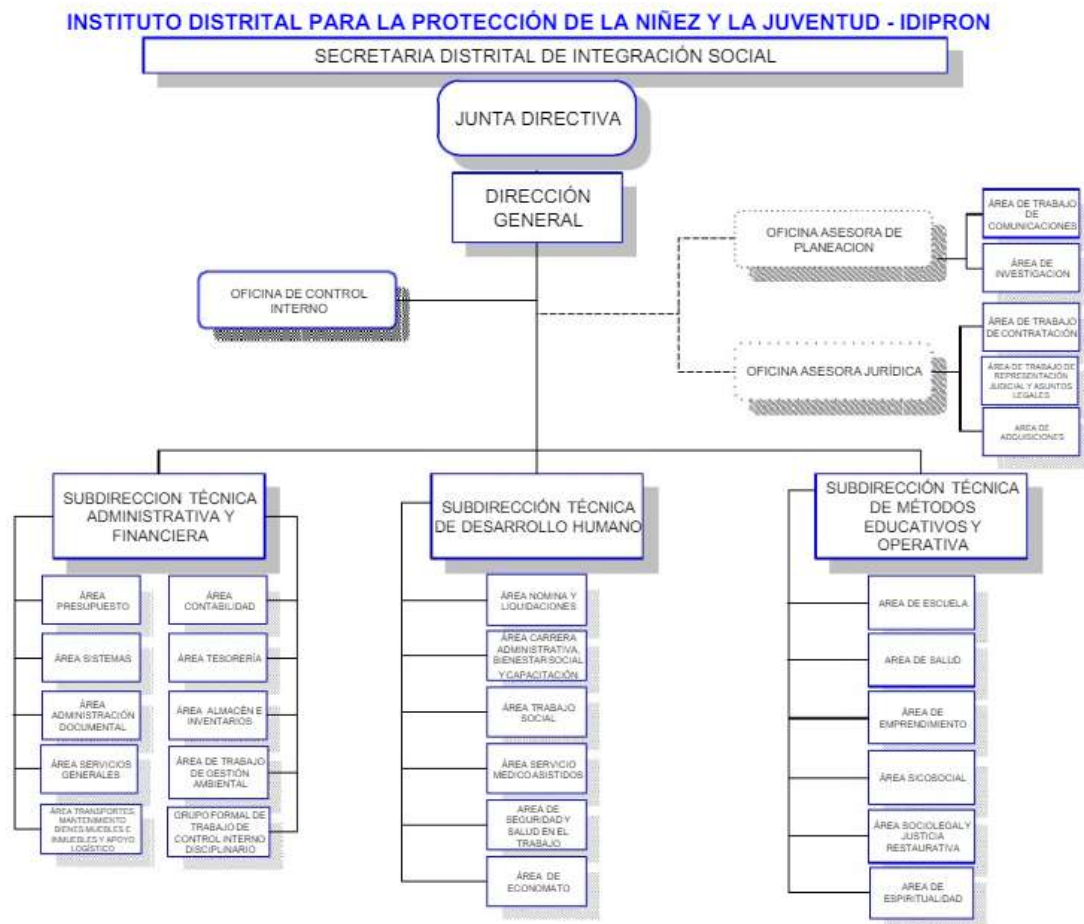 INSTITUTO DISTRITAL PARA LA PROTECCIÓN DE LA NIÑEZ Y LA JUVENTUD - IDIPRON
SECRETARIA DISTRITAL DE INTEGRACIÓN SOCIAL
JUNTA DIRECTIVA
DIRECCIÓN
GENERAL
OFICINA DE CONTROL
INTERNO
OFICINA ASESORA DE
PLANEACION
ÁREA DE TRABAJO
DE
COMUNICACIONES
ÁREA DE
INVESTIGACION
OFICINA ASESORA JURÍDICA
ÁREA DE TRABAJO
DE CONTRATACIÓN
ÁREA DE TRABAJO DE
REPRESENTACIÓN
JUDICIAL Y ASUNTOS
LEGALES
AREA DE
ADQUISICIONES
SUBDIRECCION TÉCNICA
ADMINISTRATIVA Y
FINANCIERA
ÁREA
PRESUPUESTO
ÁREA
CONTABILIDAD
ÁREA SISTEMAS
ÁREA TESORERÍA
ÁREA
ADMINISTRACIÓN
DOCUMENTAL
ÁREA ALMACÉN E
INVENTARIOS
ÁREA SERVICIOS
GENERALES
ÁREA DE TRABAJO
DE GESTIÓN
AMBIENTAL
ÁREA TRANSPORTES,
MANTENIMIENTO
BIENES MUEBLES E
INMUEBLES Y APOYO
LOGÍSTICO
GRUPO FORMAL DE
TRABAJO DE
CONTROL INTERNO
DISCIPLINARIO
SUBDIRECCIÓN TÉCNICA
DE DESARROLLO HUMANO
ÁREA NOMINA Y
LIQUIDACIONES
ÁREA CARRERA
ADMINISTRATIVA,
BIENESTAR SOCIAL
Y CAPACITACIÓN
ÁREA TRABAJO
SOCIAL
ÁREA SERVICIO
MEDICO ASISTIDOS
AREA DE
SEGURIDAD Y
SALUD EN EL
TRABAJO
ÁREA DE
ECONOMATO
SUBDIRECCIÓN TÉCNICA
DE MÉTODOS
EDUCATIVOS Y
OPERATIVA
AREA DE ESCUELA
AREA DE SALUD
ÁREA DE
EMPRENDIMIENTO
ÁREA SICOSOCIAL
ÁREA SOCIOLEGAL Y
JUSTICIA
RESTAURATIVA
AREA DE
ESPIRITUALIDAD